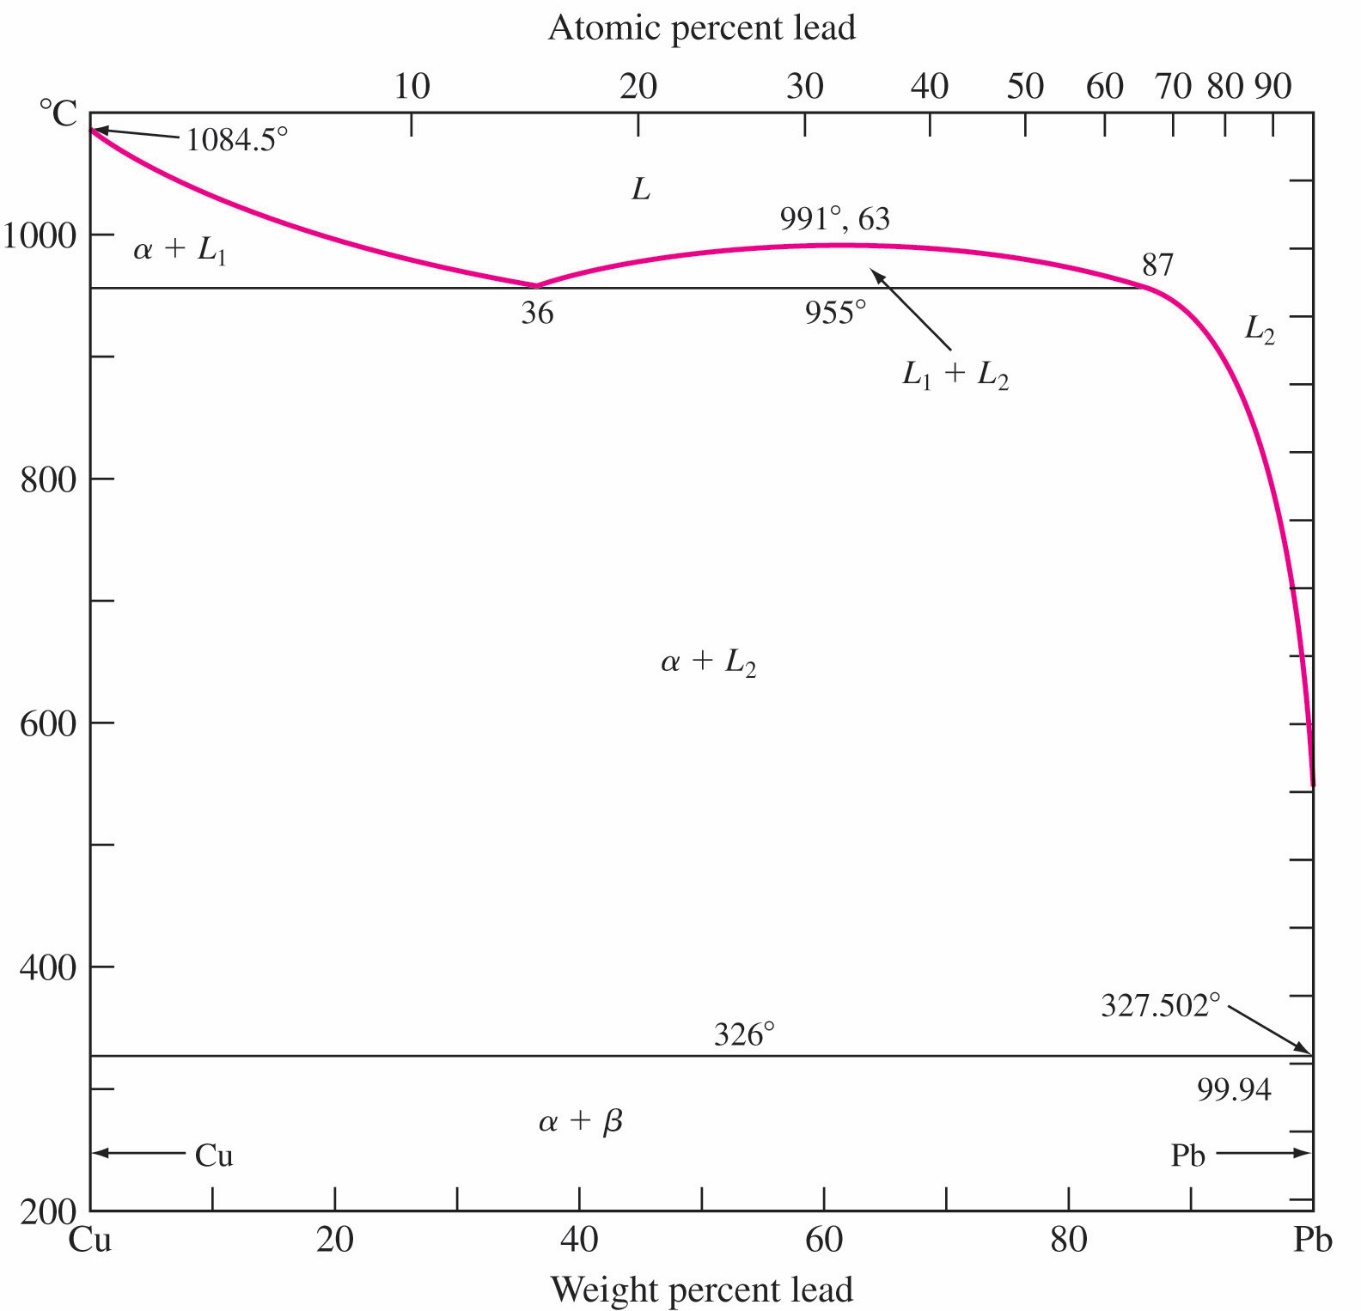 Atomic percent lead
10 20 30 40 50 60 70 80 90
°C
1084.5°
L
991°, 63
1000
α + L₁
87
36
955°
L₂
L₁ + L₂
800
α + L₂
600
400
327.502°
326°
99.94
α + β
Cu
Pb
200
Cu 20 40 60 80 Pb
Weight percent lead